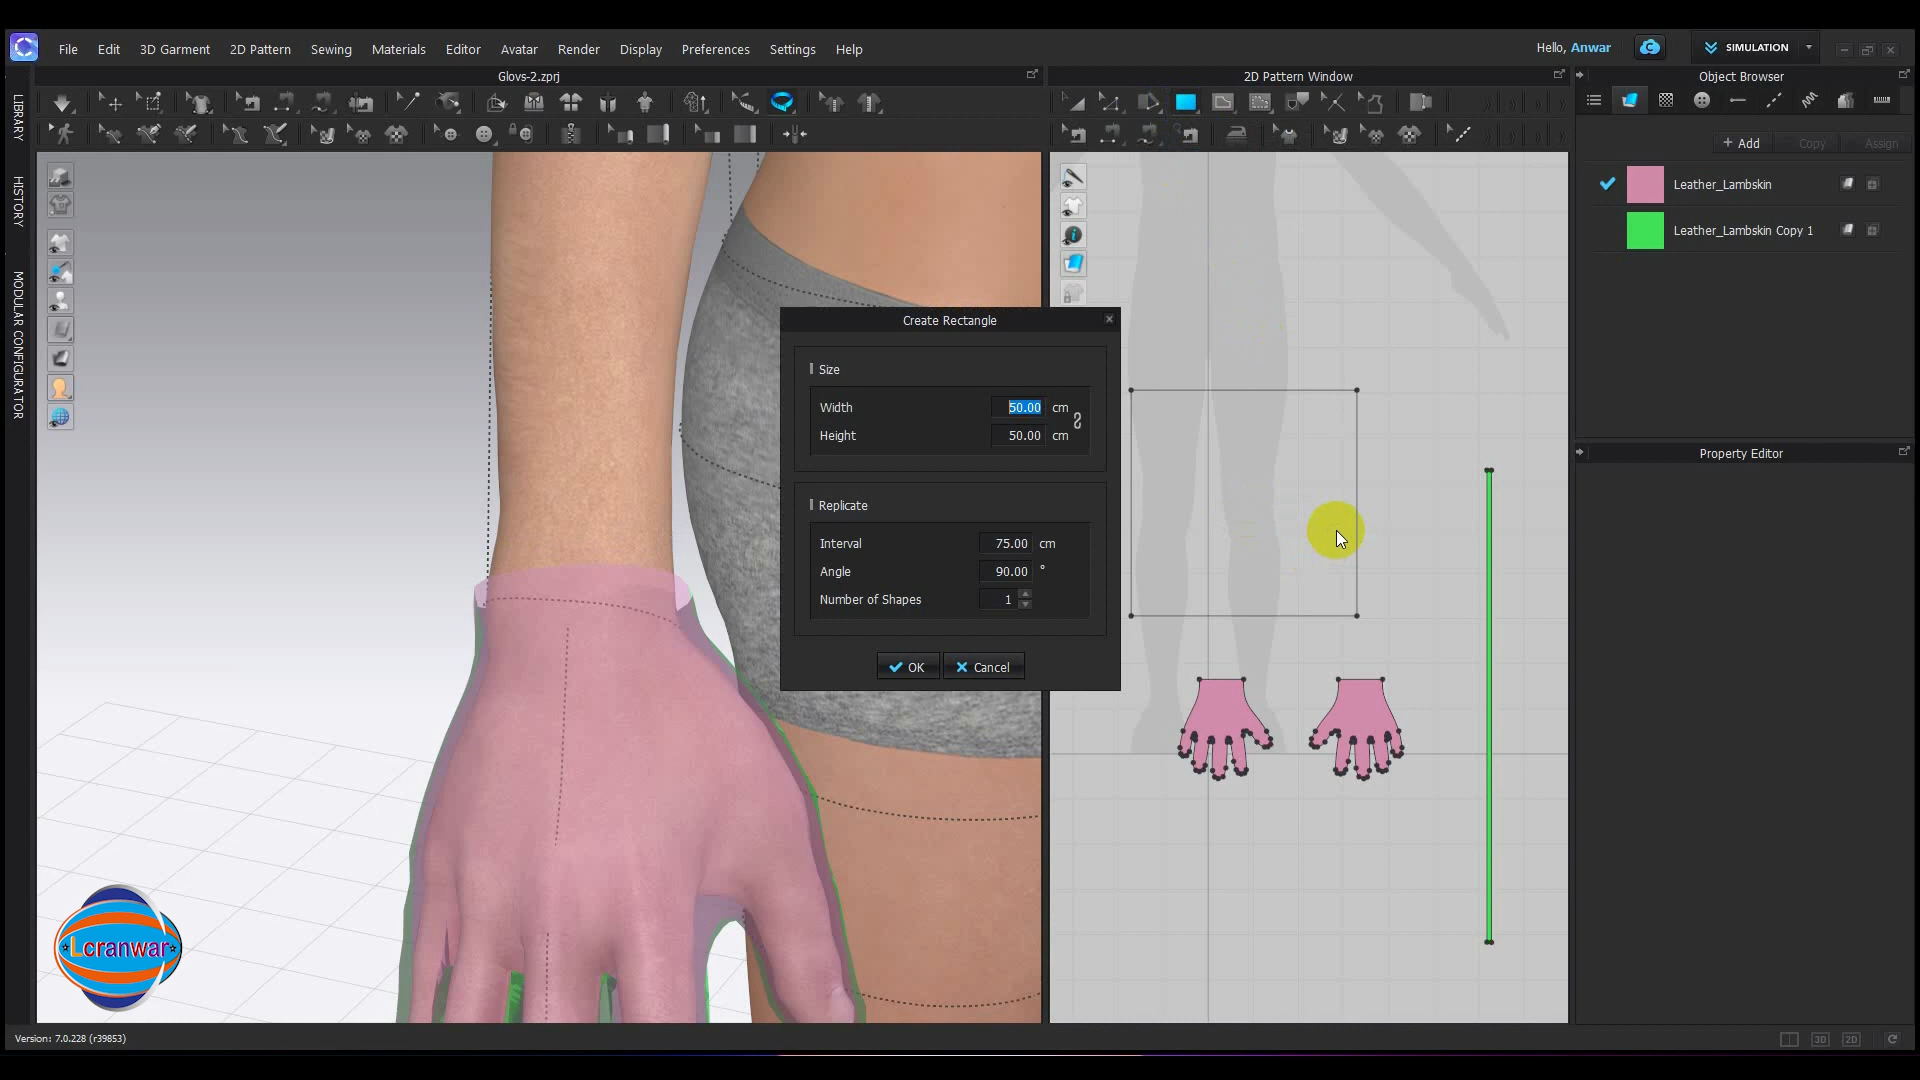 File Edit 3D Garment 2D Pattern Sewing Materials Editor Avatar Render Display Preferences Settings Help
Hello, Anwar
SIMULATION
Glovs-2.zprj
2D Pattern Window
Object Browser
LIBRARY
HISTORY
MODULAR CONFIGURATOR
+ Add Copy Assign
Leather_Lambskin
Leather_Lambskin Copy 1
Property Editor
Create Rectangle
Size
Width 50.00 cm
Height 50.00 cm
Replicate
Interval 75.00 cm
Angle 90.00 °
Number of Shapes 1
OK Cancel
Lcranwar
Version: 7.0.228 (r39853)
3D 2D